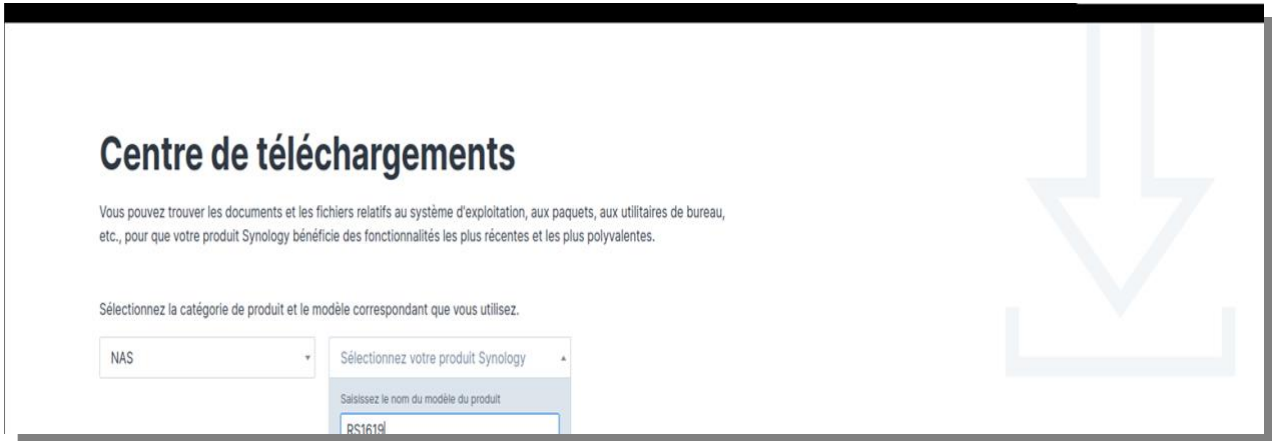 Centre de téléchargements
Vous pouvez trouver les documents et les fichiers relatifs au système d'exploitation, aux paquets, aux utilitaires de bureau,
etc., pour que votre produit Synology bénéficie des fonctionnalités les plus récentes et les plus polyvalentes.
Sélectionnez la catégorie de produit et le modèle correspondant que vous utilisez.
NAS
Sélectionnez votre produit Synology
Saisissez le nom du modèle du produit
RS1619